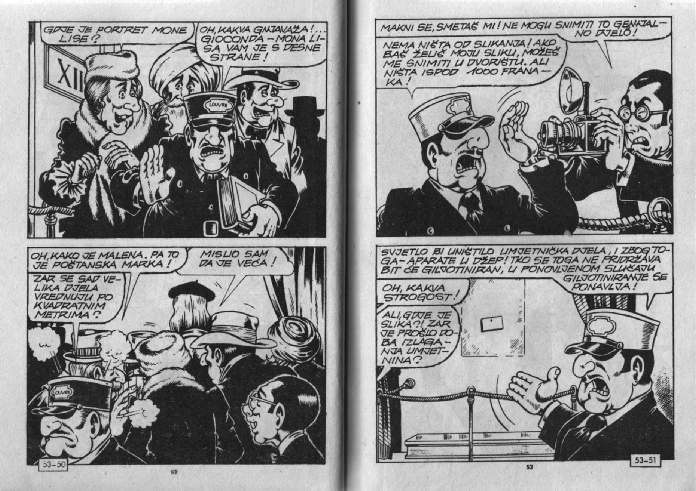 GDJE JE PORTRET MONE
LISE?
OH, KAKVA GNJAVAŽA!...
GIOCONDA - MONA LI-
SA VAM JE S DESNE
STRANE!
XII
LOUVRE
OH, KAKO JE MALENA. PA TO
JE POŠTANSKA MARKA!
MISLIO SAM
DA JE VEĆA!
ZAR SE SAD VE-
LIKA DJELA
VREDNUJU PO
KVADRATNIM
METRIMA?
LOUVRE
53-50
52
MAKNI SE, SMETAŠ MI! NE MOGU SNIMITI TO GENIJAL-
NO DJELO!
NEMA NIŠTA OD SLIKANJA! AKO
BAŠ ŽELIŠ MOJU SLIKU, MOŽEŠ
ME SNIMITI U DVORIŠTU. ALI
NIŠTA ISPOD 1000 FRANA-
KA!
SVJETLO BI UNIŠTILO UMJETNIČKA DJELA, I ZBOG TO-
GA-APARATE U DŽEP! TKO SE TOGA NE PRIDRŽAVA
BIT ĆE GILJOTINIRAN, U PONOVLJENOM SLUČAJU
GILJOTINIRANJE SE
PONAVLJA!
OH, KAKVA
STROGOST!
ALI, GDJE JE
SLIKA?! ZAR
JE PROŠLO DO-
BA IZLAGA-
NJA UMJET-
NINA?
53
53-51